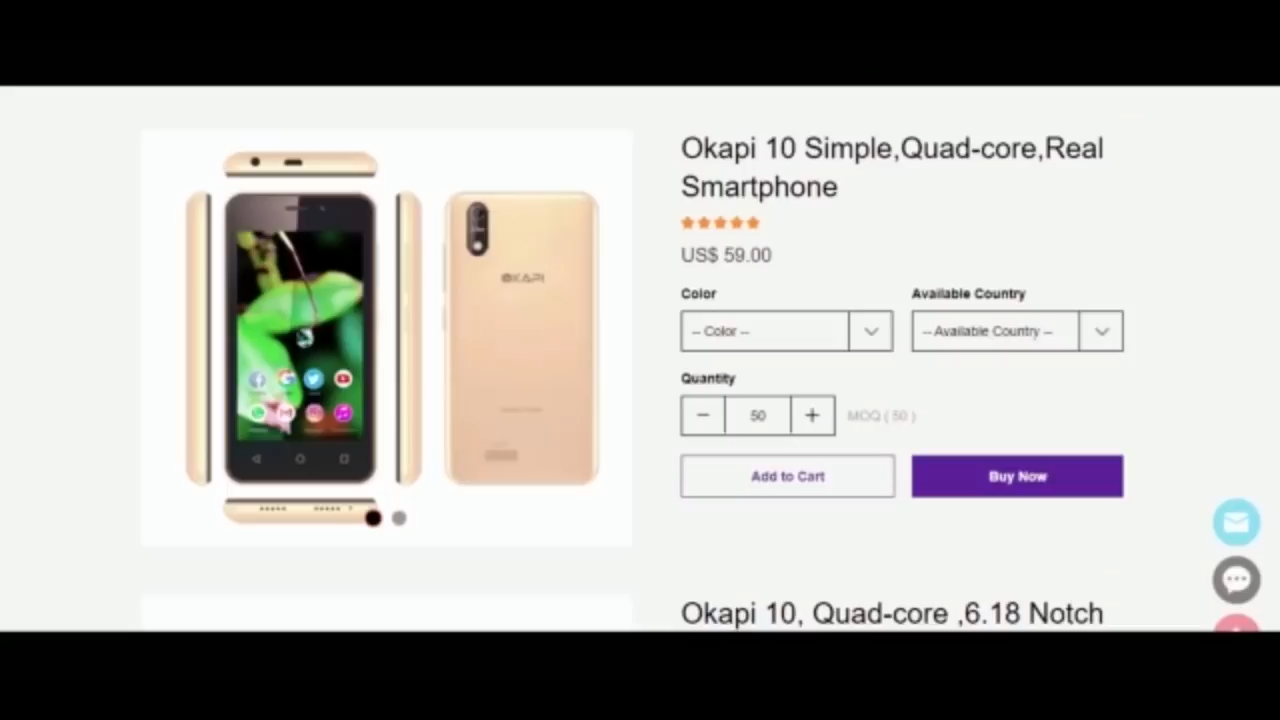 Okapi 10 Simple,Quad-core,Real
Smartphone
US$ 59.00
Color
Available Country
-- Color --
-- Available Country --
Quantity
50
MOQ ( 50 )
Add to Cart
Buy Now
OKAPI
Okapi 10, Quad-core ,6.18 Notch